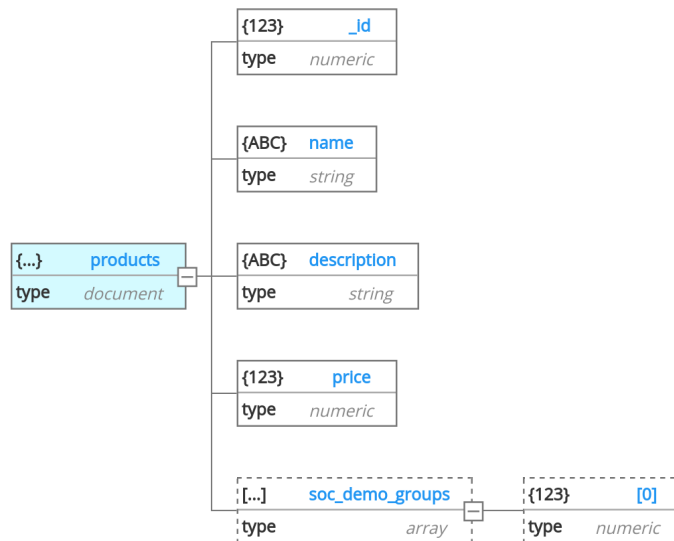 {123} _id
type numeric
{ABC} name
type string
{...} products
type document
{ABC} description
type string
{123} price
type numeric
[...] soc_demo_groups
type array
{123} [0]
type numeric